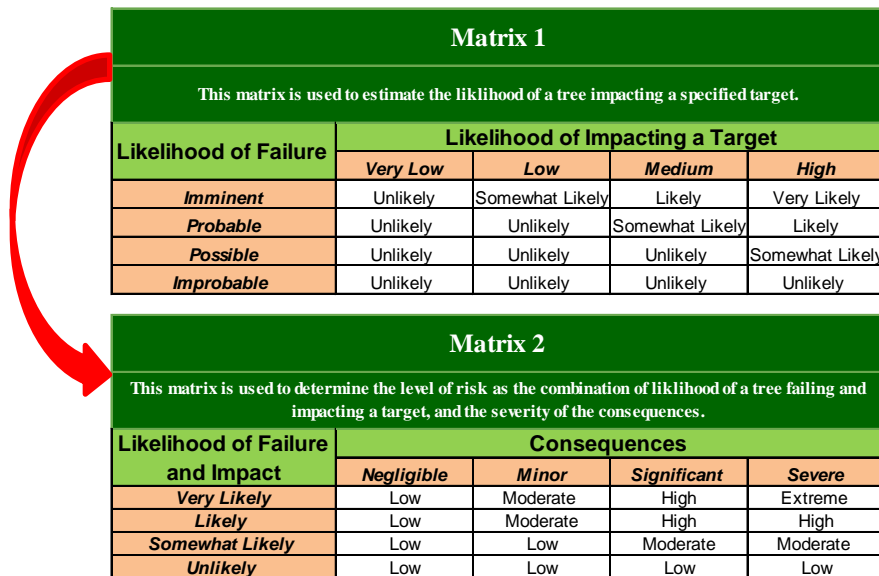 Matrix 1
This matrix is used to estimate the liklihood of a tree impacting a specified target.
Likelihood of Failure
Likelihood of Impacting a Target
Very Low Low Medium High
Imminent Unlikely Somewhat Likely Likely Very Likely
Probable Unlikely Unlikely Somewhat Likely Likely
Possible Unlikely Unlikely Unlikely Somewhat Likely
Improbable Unlikely Unlikely Unlikely Unlikely
Matrix 2
This matrix is used to determine the level of risk as the combination of liklihood of a tree failing and
impacting a target, and the severity of the consequences.
Likelihood of Failure
and Impact
Consequences
Negligible Minor Significant Severe
Very Likely Low Moderate High Extreme
Likely Low Moderate High High
Somewhat Likely Low Low Moderate Moderate
Unlikely Low Low Low Low